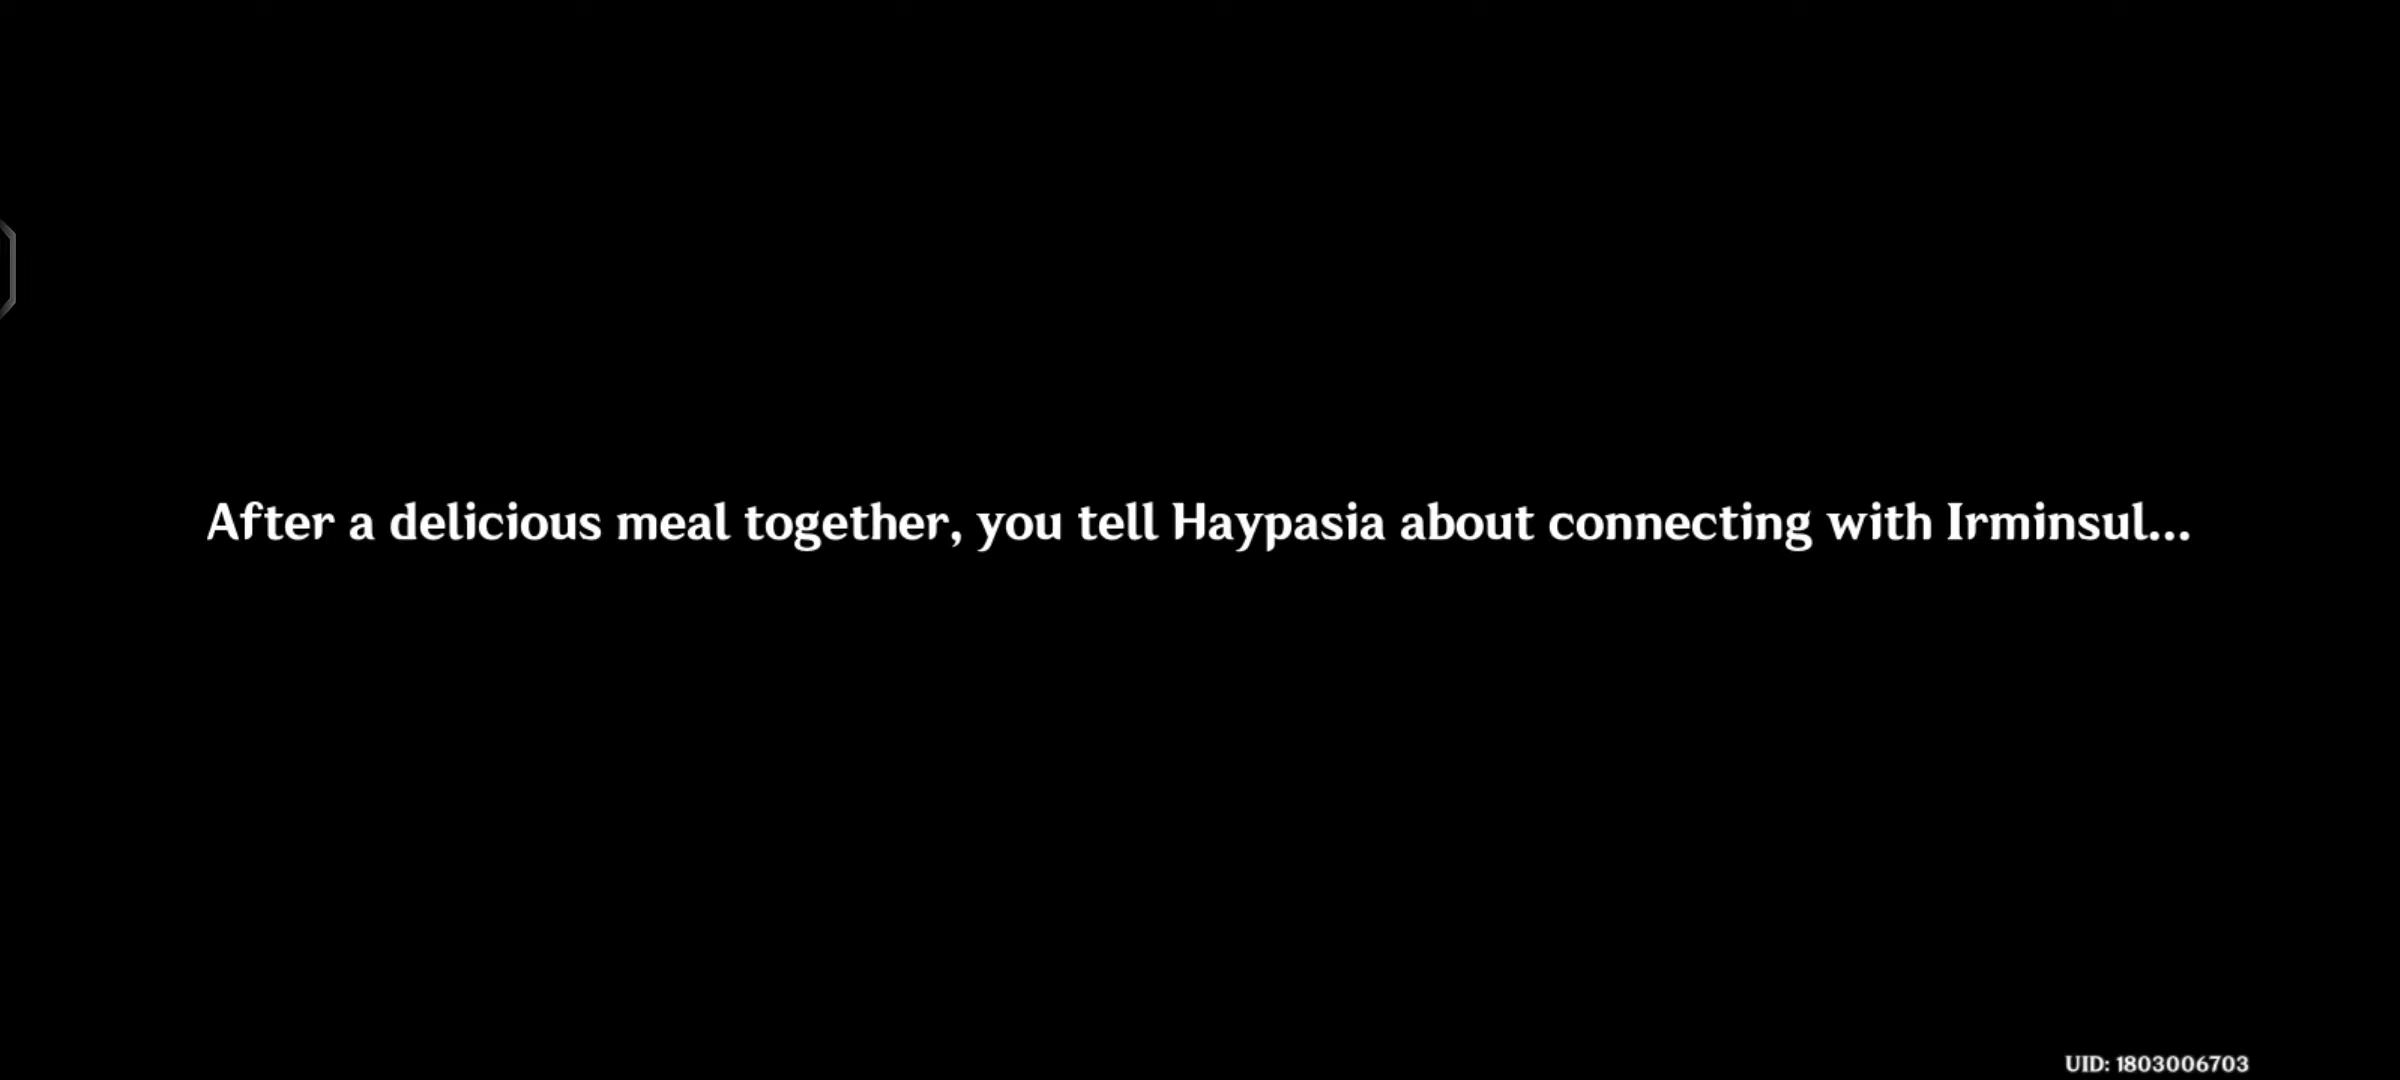 After a delicious meal together, you tell Haypasia about connecting with Irminsul...
UID: 1803006703